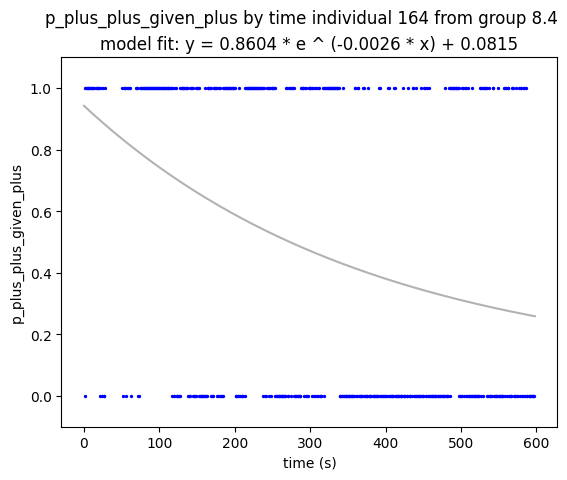 p_plus_plus_given_plus by time individual 164 from group 8.4
model fit: y = 0.8604 * e ^ (-0.0026 * x) + 0.0815
p_plus_plus_given_plus
1.0
0.8
0.6
0.4
0.2
0.0
0 100 200 300 400 500 600
time (s)